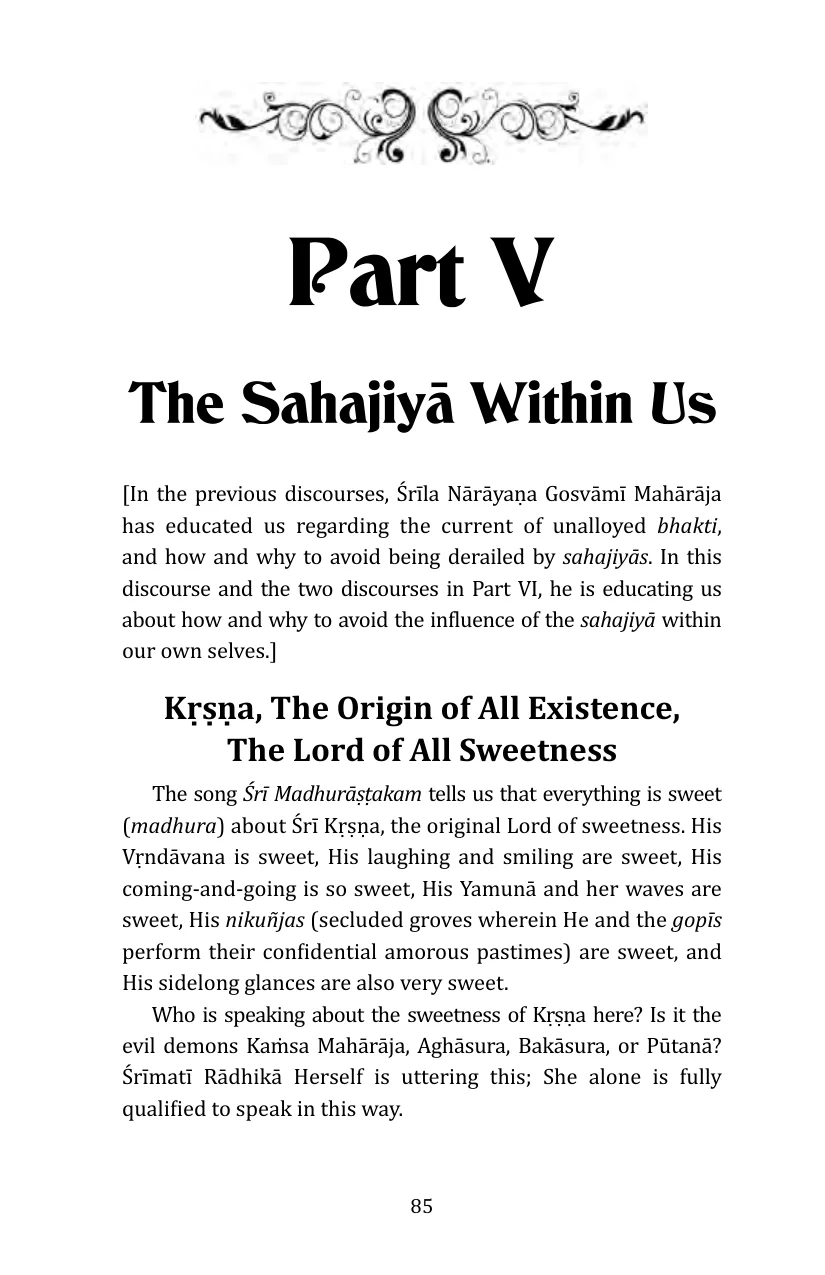 Part V
The Sahajiyā Within Us
[In the previous discourses, Śrīla Nārāyaṇa Gosvāmī Mahārāja
has educated us regarding the current of unalloyed bhakti,
and how and why to avoid being derailed by sahajiyās. In this
discourse and the two discourses in Part VI, he is educating us
about how and why to avoid the influence of the sahajiyā within
our own selves.]
Kṛṣṇa, The Origin of All Existence,
The Lord of All Sweetness
The song Śrī Madhurāṣṭakam tells us that everything is sweet
(madhura) about Śrī Kṛṣṇa, the original Lord of sweetness. His
Vṛndāvana is sweet, His laughing and smiling are sweet, His
coming-and-going is so sweet, His Yamunā and her waves are
sweet, His nikuñjas (secluded groves wherein He and the gopīs
perform their confidential amorous pastimes) are sweet, and
His sidelong glances are also very sweet.
Who is speaking about the sweetness of Kṛṣṇa here? Is it the
evil demons Kaṁsa Mahārāja, Aghāsura, Bakāsura, or Pūtanā?
Śrīmatī Rādhikā Herself is uttering this; She alone is fully
qualified to speak in this way.
85